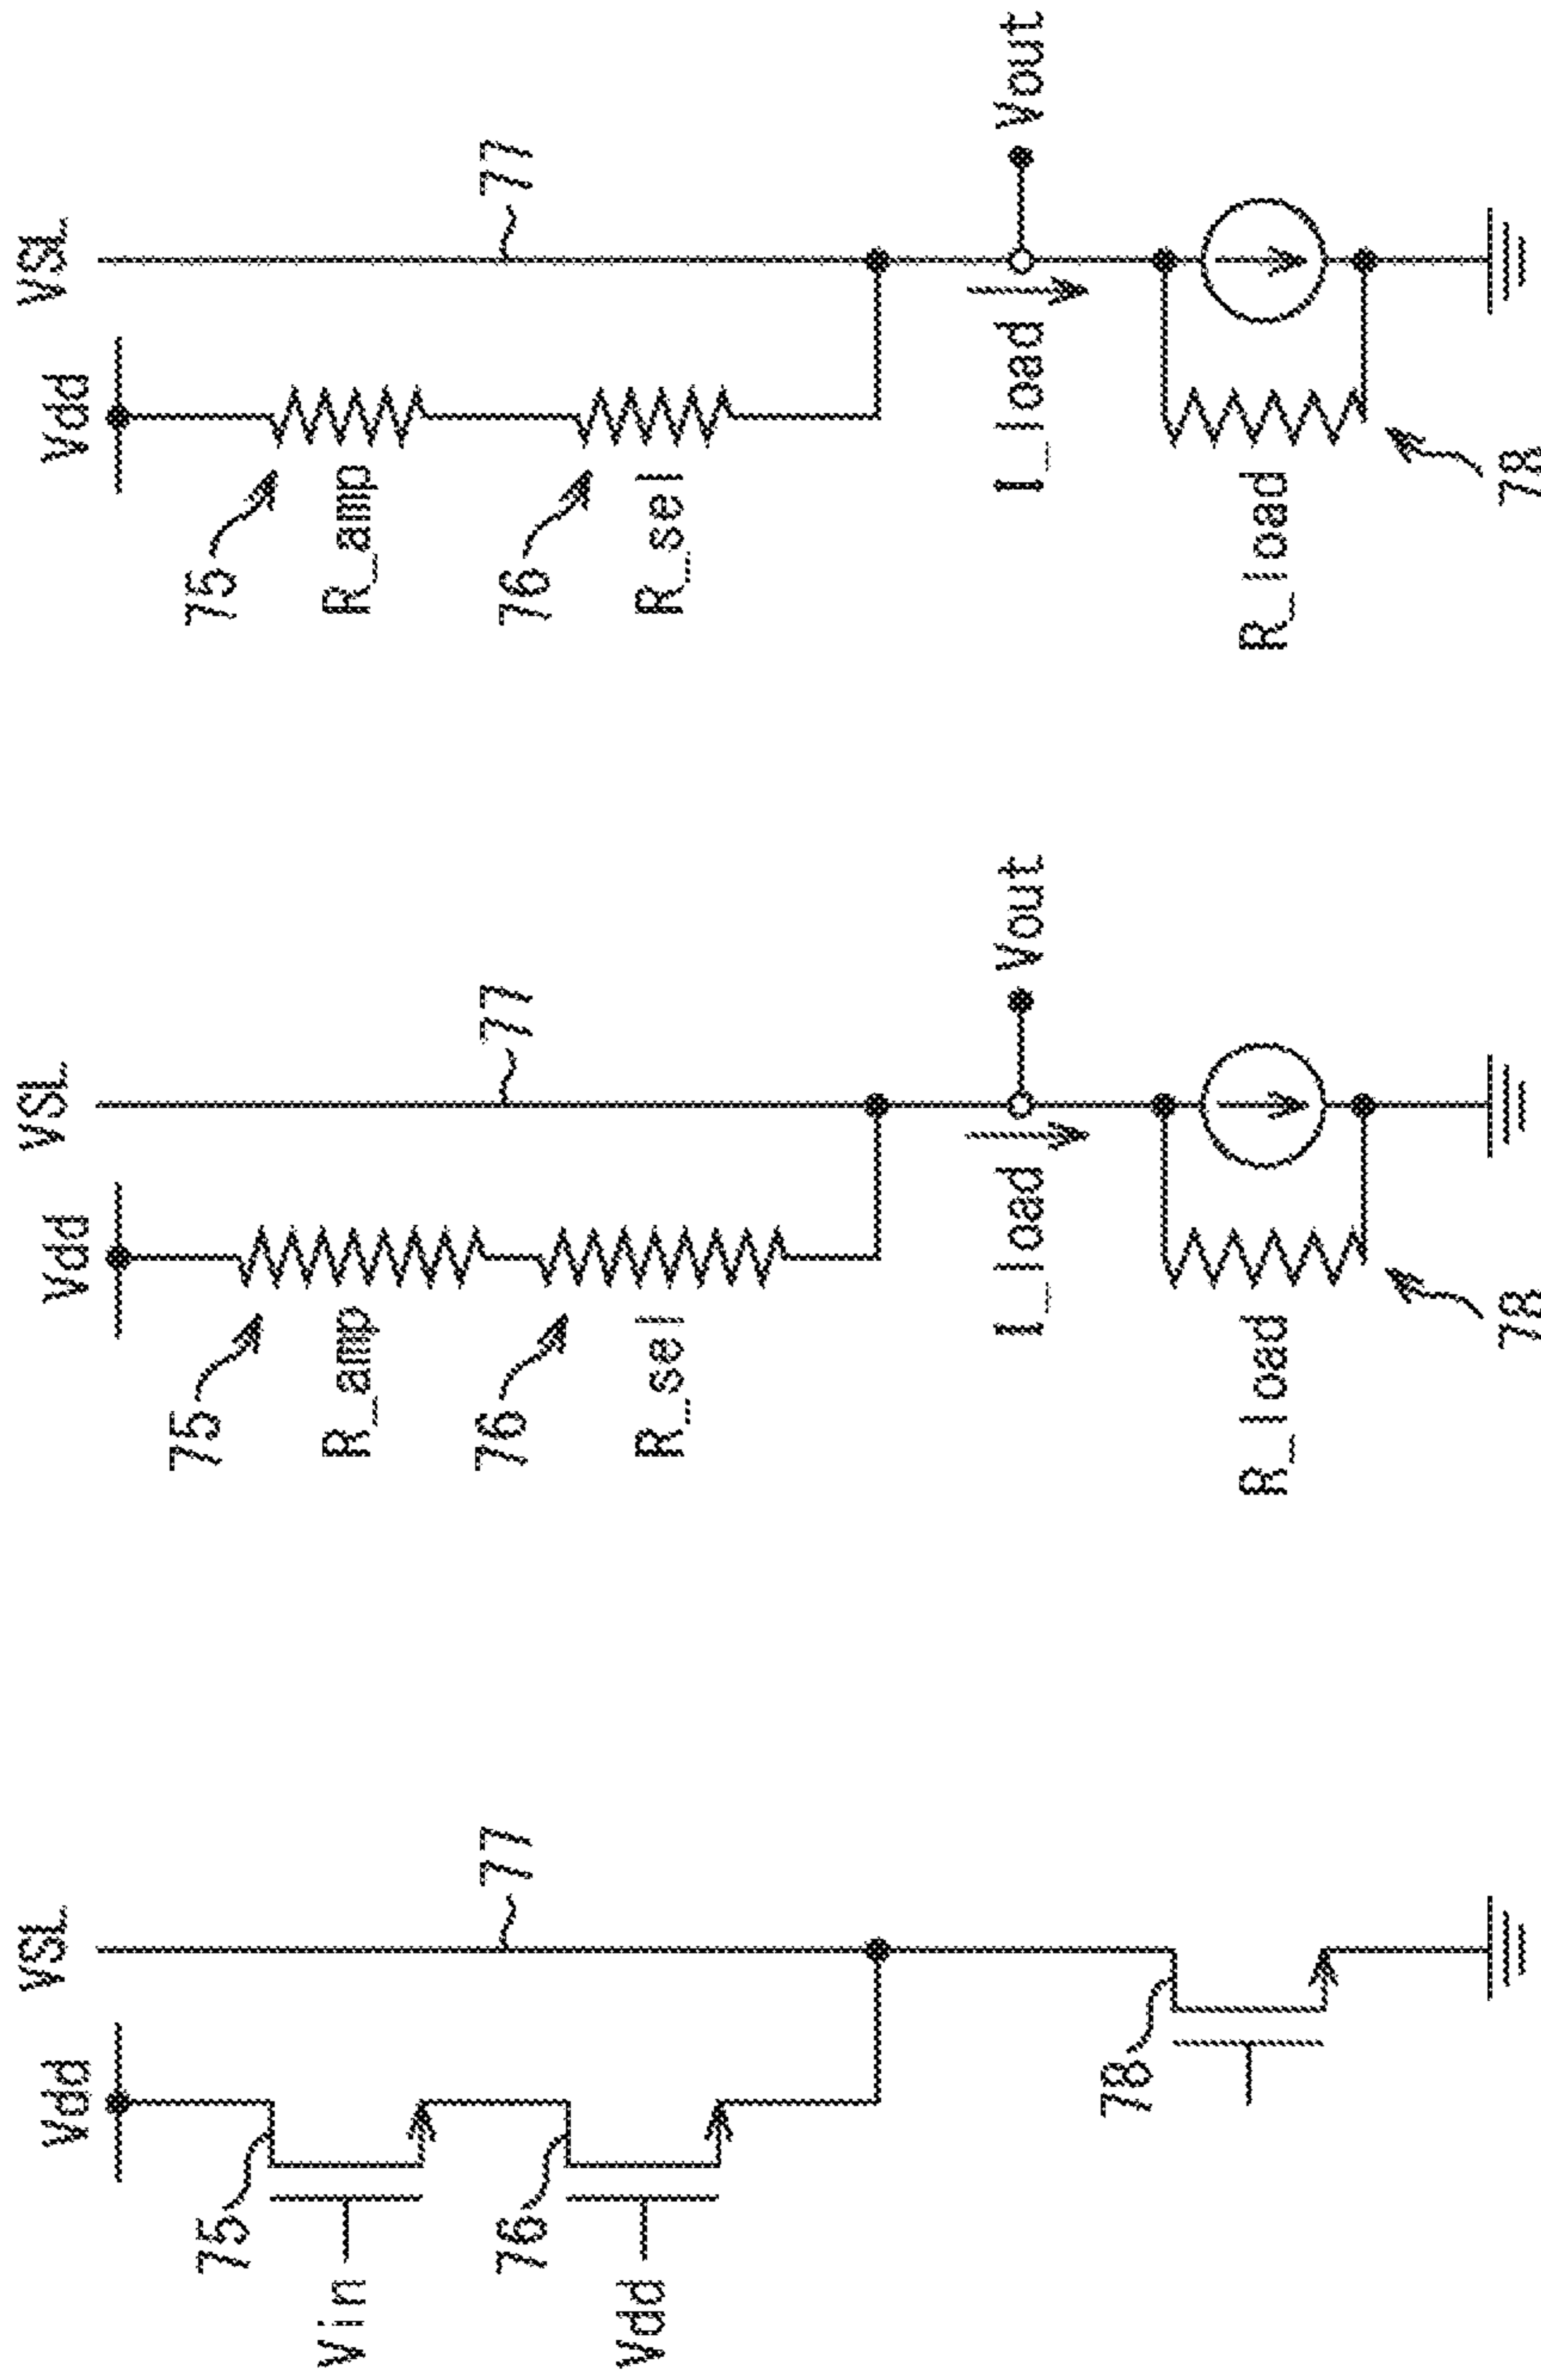 Vdd
VSL
75
Vin
77
76
Vdd
78
Vdd
VSL
75
R_amp
77
76
R_sel
I_load
Vout
R_load
78
Vdd
VSL
75
R_amp
77
76
R_sel
I_load
Vout
R_load
78